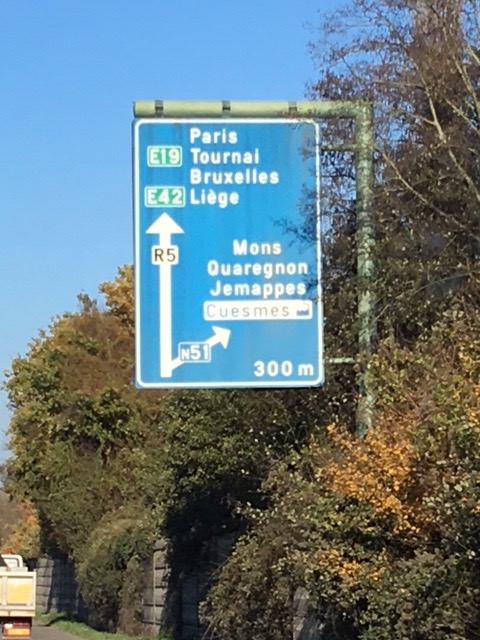 Paris
E19 Tournai
Bruxelles
E42 Liège
R5
Mons
Quaregnon
Jemappes
Cuesmes
N51
300 m